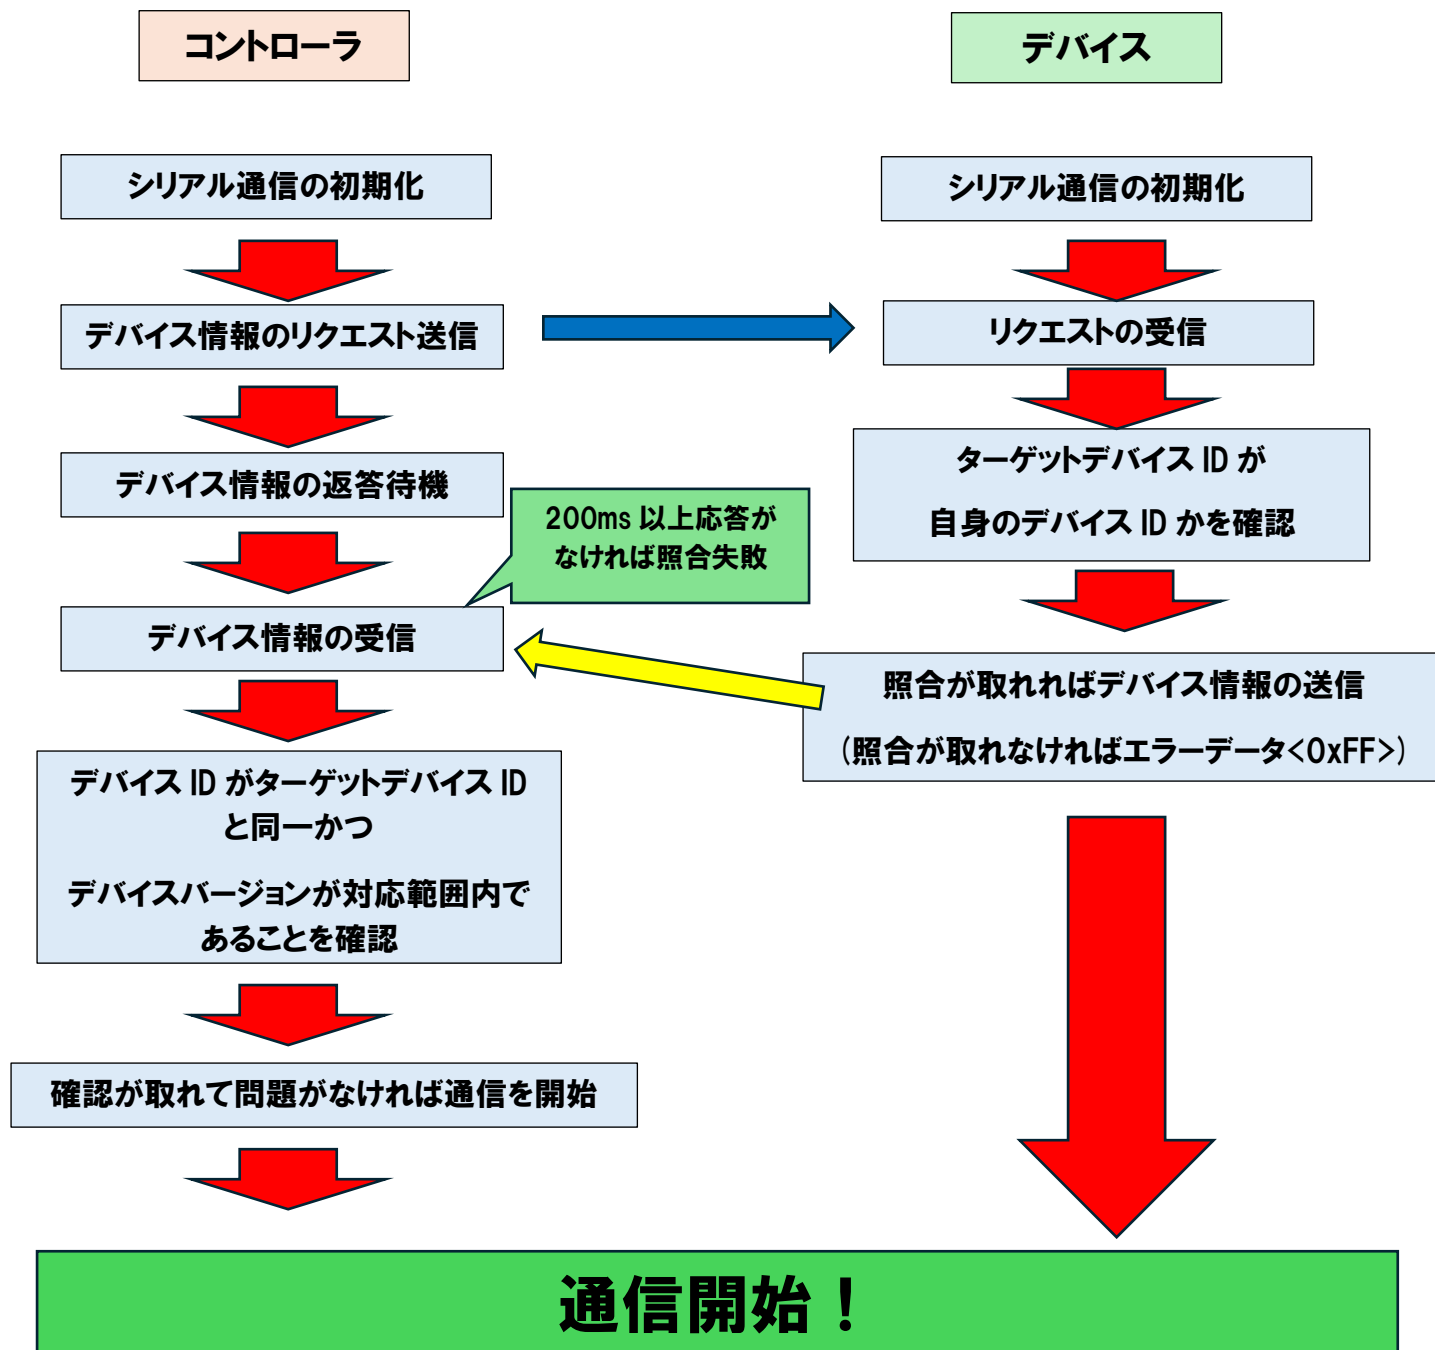 コントローラ
デバイス
シリアル通信の初期化
シリアル通信の初期化
デバイス情報のリクエスト送信
リクエストの受信
デバイス情報の返答待機
ターゲットデバイス ID が
自身のデバイス ID かを確認
200ms 以上応答が
なければ照合失敗
デバイス情報の受信
照合が取れればデバイス情報の送信
(照合が取れなければエラーデータ<0xFF>)
デバイス ID がターゲットデバイス ID
と同一かつ
デバイスバージョンが対応範囲内で
あることを確認
確認が取れて問題がなければ通信を開始
通信開始！